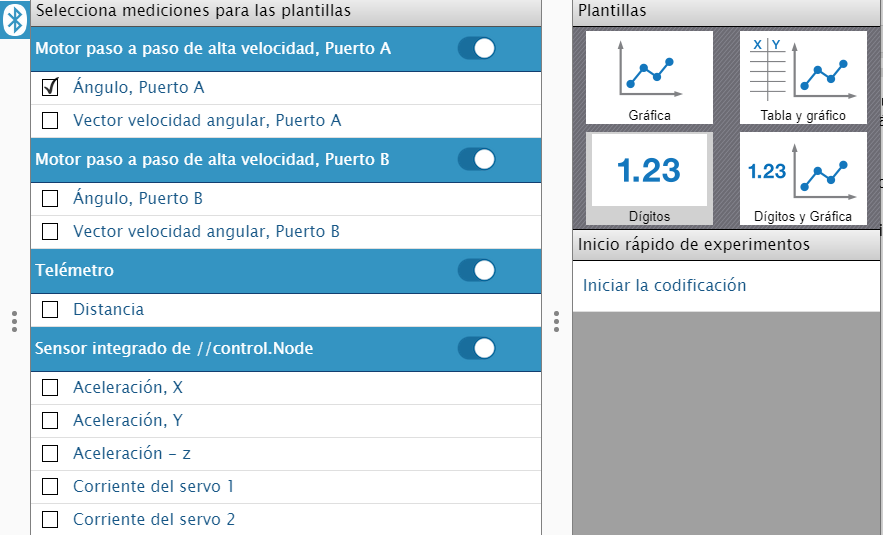 Selecciona mediciones para las plantillas
Motor paso a paso de alta velocidad, Puerto A
Ángulo, Puerto A
Vector velocidad angular, Puerto A
Motor paso a paso de alta velocidad, Puerto B
Ángulo, Puerto B
Vector velocidad angular, Puerto B
Telémetro
Distancia
Sensor integrado de //control.Node
Aceleración, X
Aceleración, Y
Aceleración - z
Corriente del servo 1
Corriente del servo 2
Plantillas
Gráfica
X Y
Tabla y gráfico
1.23
Dígitos
1.23
Dígitos y Gráfica
Inicio rápido de experimentos
Iniciar la codificación